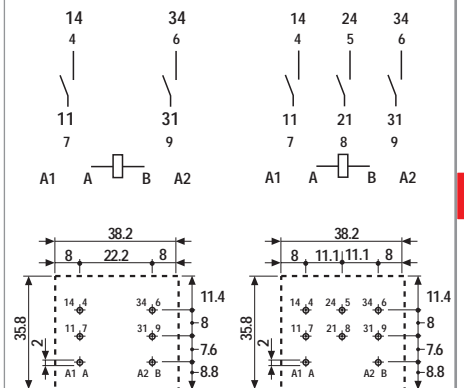 14 34 14 24 34
4 6 4 5 6
11 31 11 21 31
7 9 7 8 9
A1 A B A2 A1 A B A2
38.2 38.2
8 22.2 8 8 11.1 11.1 8
14 4 34 6 11.4 14 4 24 5 34 6 11.4
35.8 8 35.8 8
11 7 31 9 11 7 21 8 31 9
2 7.6 2 7.6
A1 A A2 B 8.8 A1 A A2 B 8.8